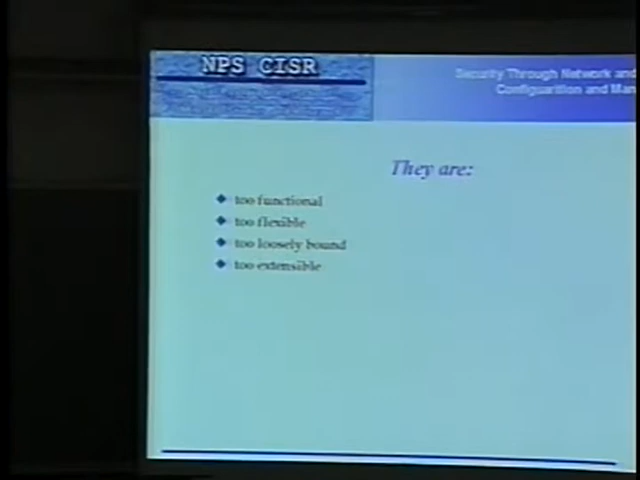 NPS CISR
Security Through Network and
Configuartion and Man
They are:
too functional
too flexible
too loosely bound
too extensible